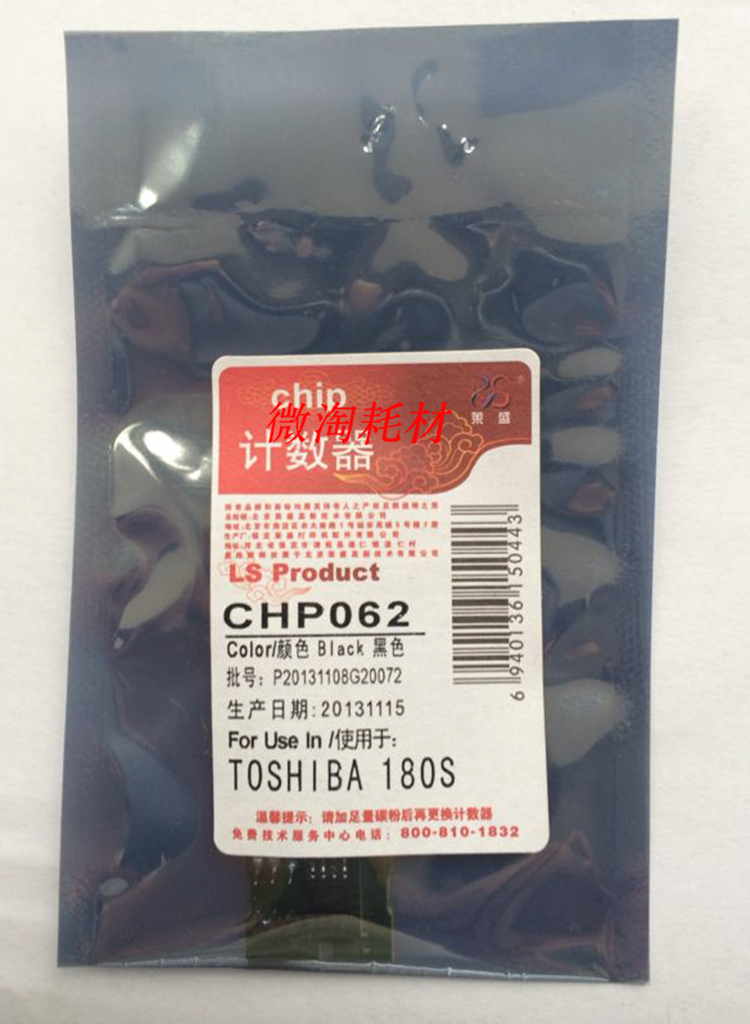 chip
莱盛
微淘耗材
计数器
LS Product
CHP062
Color/颜色 Black 黑色
批号: P20131108G20072
生产日期:20131115
For Use In /使用于:
TOSHIBA 180S
温馨提示: 请加足量碳粉后再更换计数器
免费技术服务中心电话: 800-810-1832
6 940136 150443